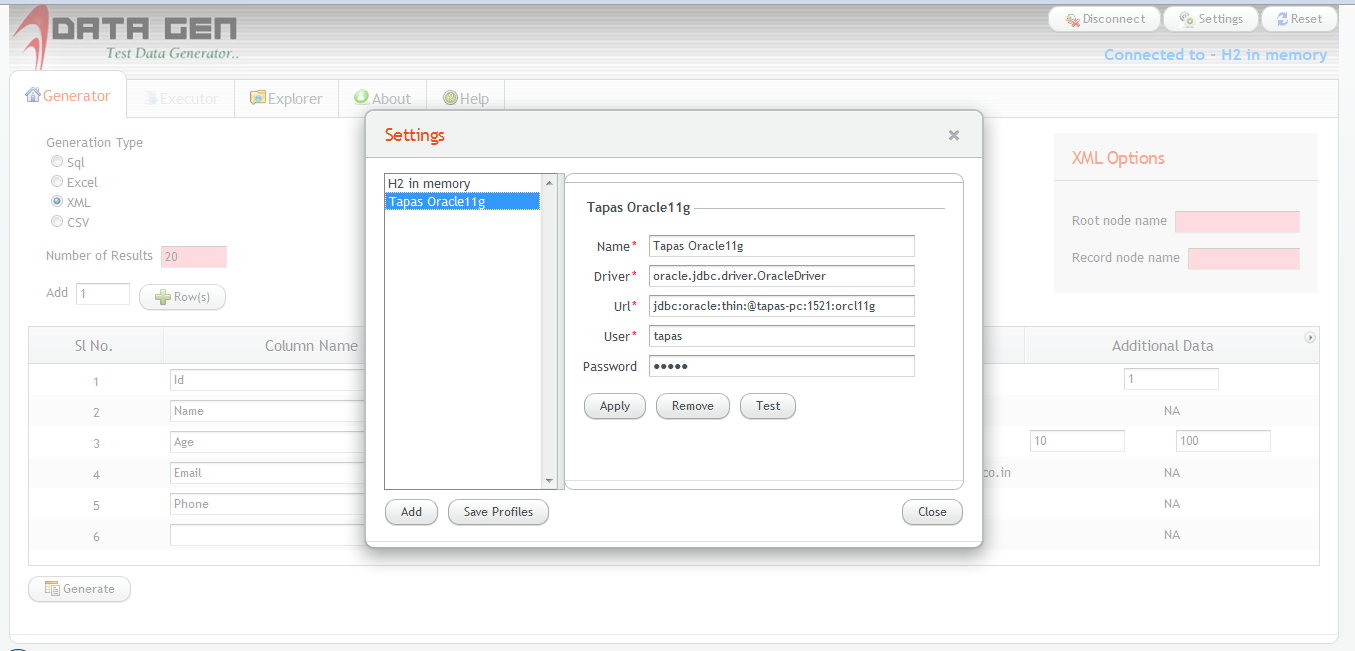 DATA GEN
Test Data Generator..
Disconnect Settings Reset
Connected to - H2 in memory
Generator Executor Explorer About Help
Settings
Generation Type
Sql
Excel
XML
CSV
Number of Results 20
Add 1 Row(s)
H2 in memory
Tapas Oracle11g
Tapas Oracle11g
Name* Tapas Oracle11g
Driver* oracle.jdbc.driver.OracleDriver
Url* jdbc:oracle:thin:@tapas-pc:1521:orcl11g
User* tapas
Password •••••
Apply Remove Test
Add Save Profiles Close
XML Options
Root node name
Record node name
Sl No. Column Name Additional Data
1 Id 1
2 Name NA
3 Age 10 100
4 Email co.in NA
5 Phone NA
6 NA
Generate